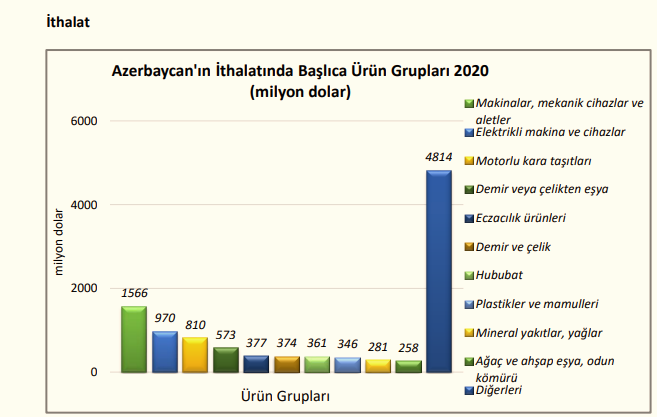 İthalat
Azerbaycan'ın İthalatında Başlıca Ürün Grupları 2020
(milyon dolar)
6000
4000
2000
0
milyon dolar
1566
970
810
573
377
374
361
346
281
258
4814
Ürün Grupları
Makinalar, mekanik cihazlar ve
aletler
Elektrikli makina ve cihazlar
Motorlu kara taşıtları
Demir veya çelikten eşya
Eczacılık ürünleri
Demir ve çelik
Hububat
Plastikler ve mamulleri
Mineral yakıtlar, yağlar
Ağaç ve ahşap eşya, odun
kömürü
Diğerleri